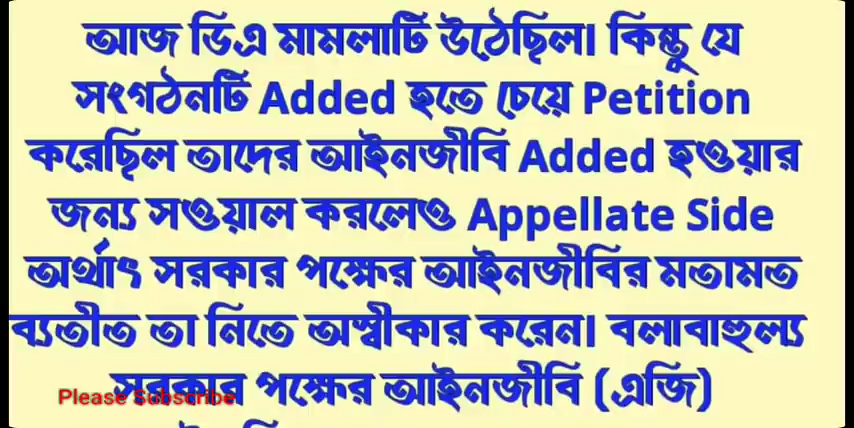 আজ ডিএ মামলাটি উঠেছিল। কিন্তু যে
সংগঠনটি Added হতে চেয়ে Petition
করেছিল তাদের আইনজীবি Added হওয়ার
জন্য সওয়াল করলেও Appellate Side
অর্থাৎ সরকার পক্ষের আইনজীবির মতামত
ব্যতীত তা নিতে অস্বীকার করেন। বলাবাহুল্য
সরকার পক্ষের আইনজীবি (এজি)
Please Subscribe